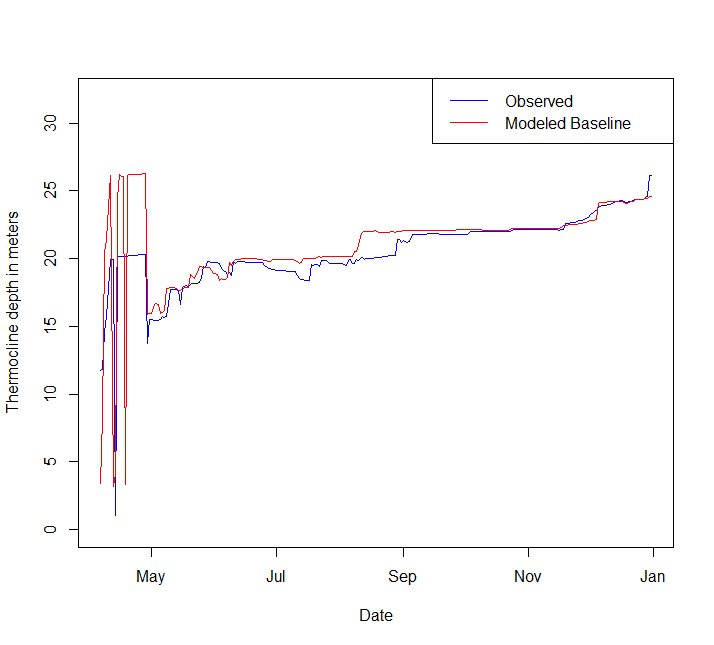 Observed
Modeled Baseline
30
25
20
15
10
5
0
Thermocline depth in meters
May Jul Sep Nov Jan
Date